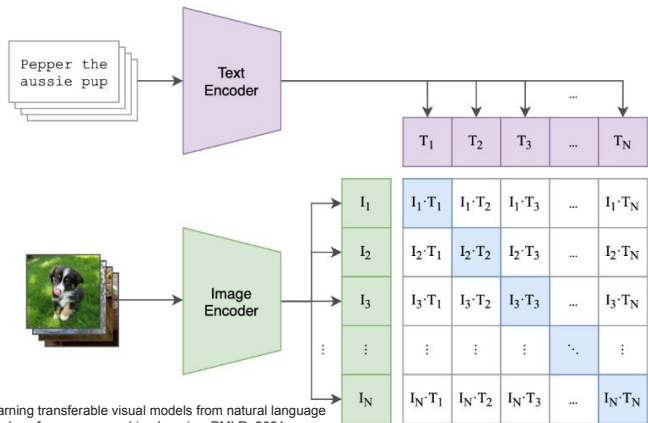 Pepper the
aussie pup
Text
Encoder
...
T1 T2 T3 ... TN
I1 I1·T1 I1·T2 I1·T3 ... I1·TN
I2 I2·T1 I2·T2 I2·T3 ... I2·TN
Image
Encoder
I3 I3·T1 I3·T2 I3·T3 ... I3·TN
⋮ ⋮ ⋮ ⋮ ⋮ ⋱ ⋮
IN IN·T1 IN·T2 IN·T3 ... IN·TN
transferable visual models from natural language